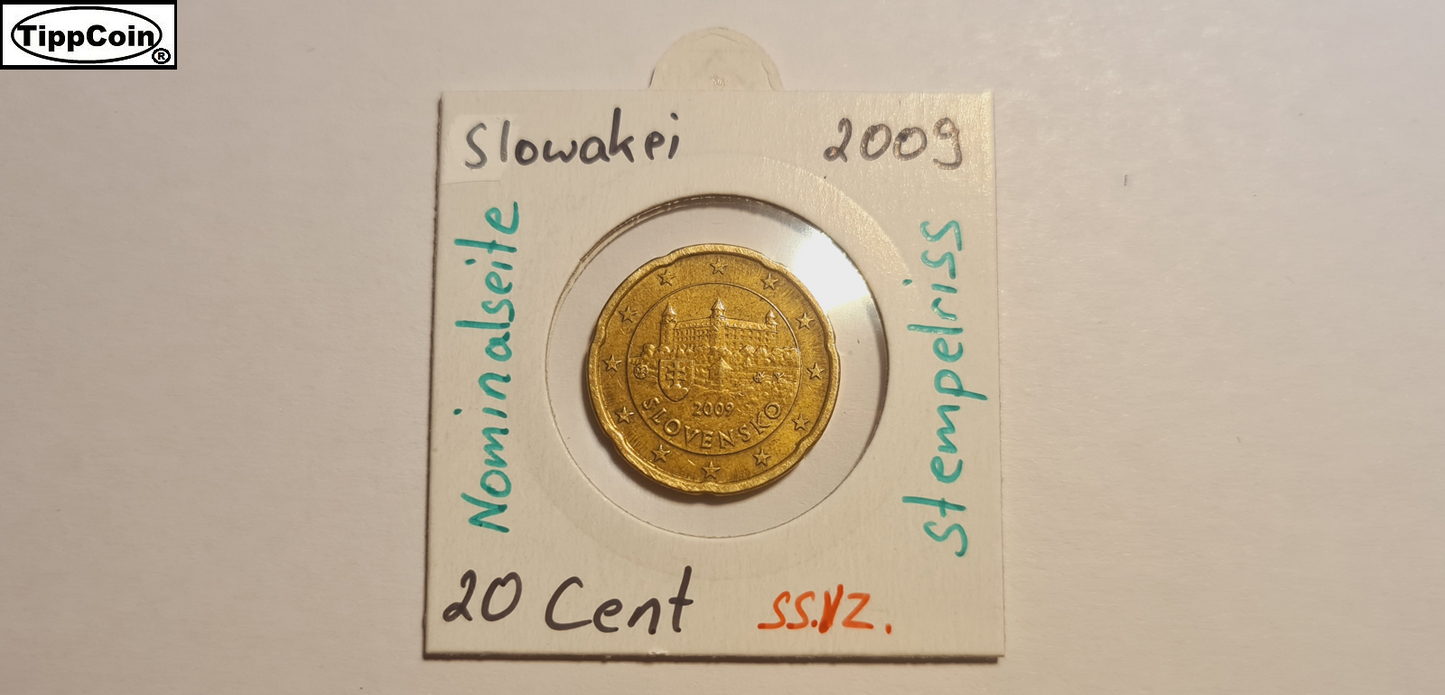 TippCoin®
Slowakei 2009
Nominalseite
Stempelriss
2009
SLOVENSKO
20 Cent SS.VZ.